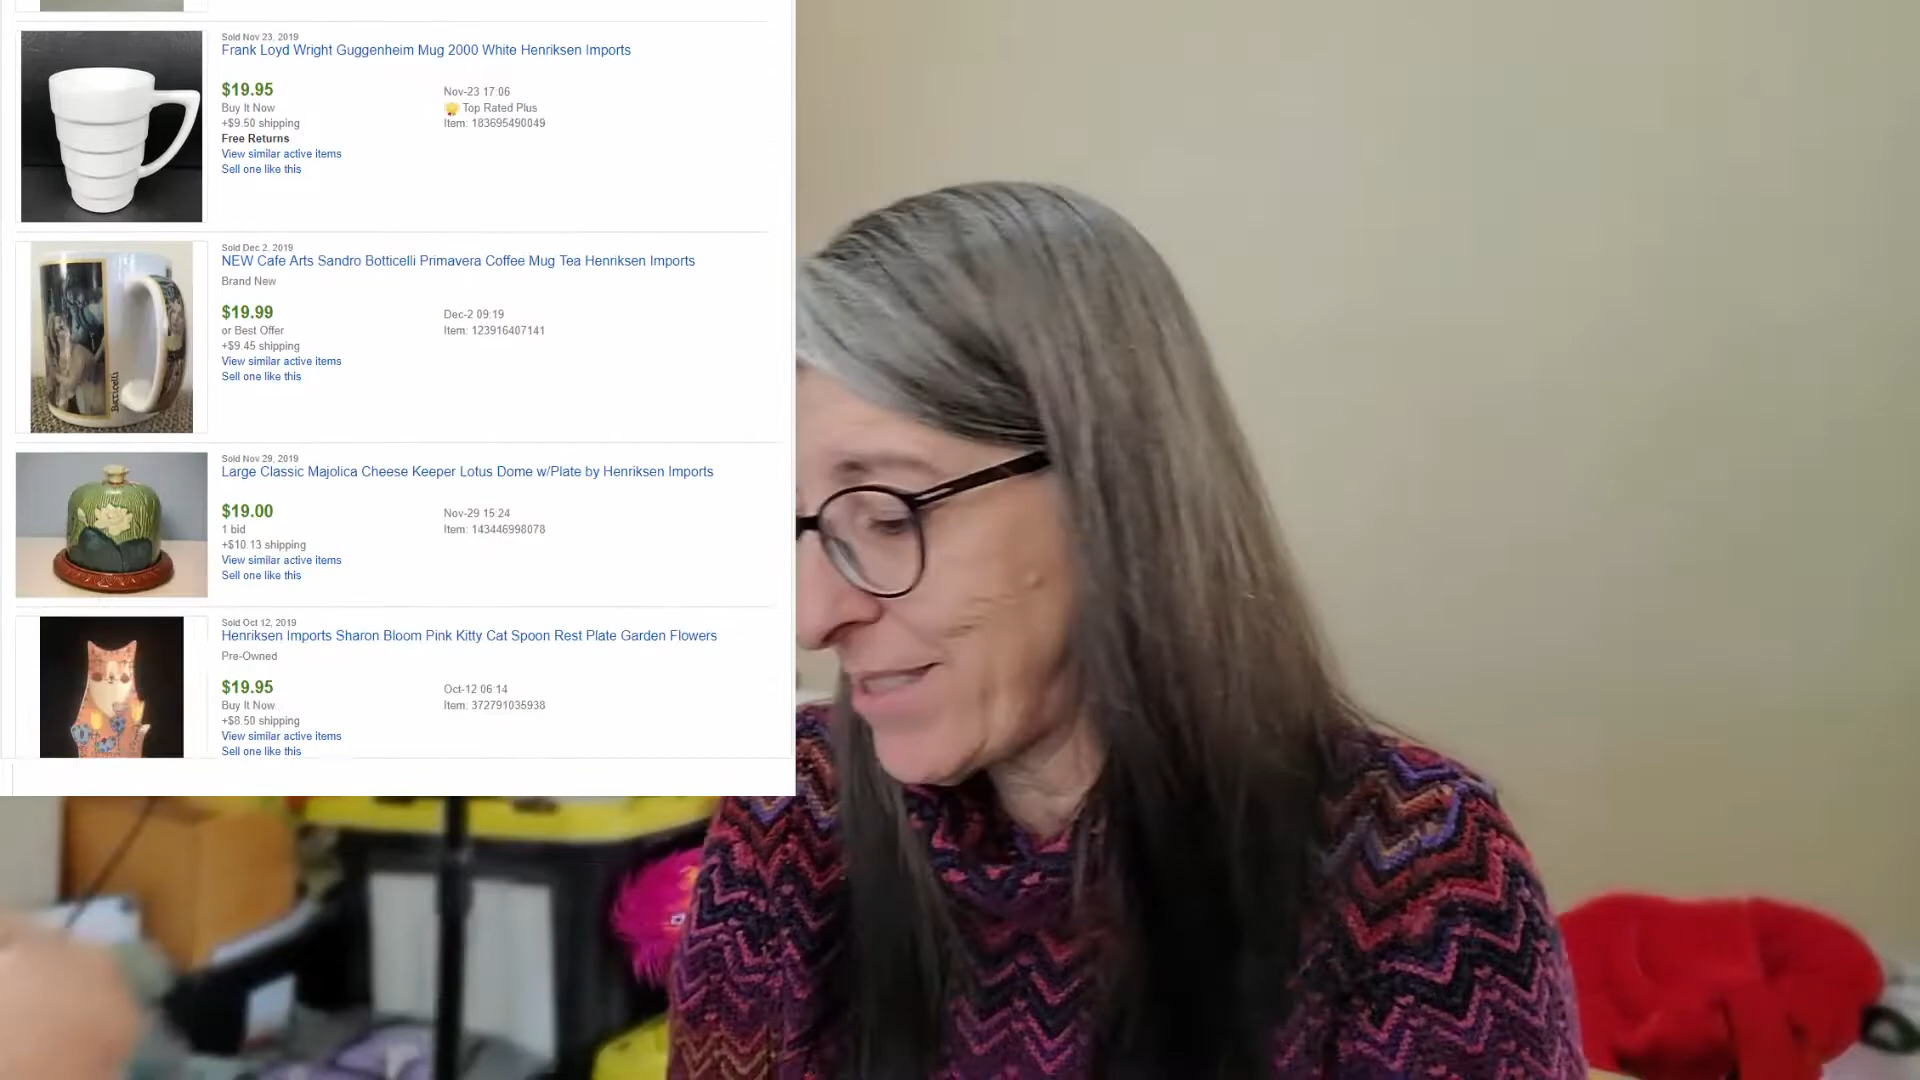 Sold Nov 23, 2019
Frank Loyd Wright Guggenheim Mug 2000 White Henriksen Imports
$19.95
Nov-23 17:06
Buy It Now
Top Rated Plus
+$9.50 shipping
Item: 183695490049
Free Returns
View similar active items
Sell one like this
Sold Dec 2, 2019
NEW Cafe Arts Sandro Botticelli Primavera Coffee Mug Tea Henriksen Imports
Brand New
$19.99
Dec-2 09:19
or Best Offer
Item: 123916407141
+$9.45 shipping
View similar active items
Sell one like this
Botticelli
Sold Nov 29, 2019
Large Classic Majolica Cheese Keeper Lotus Dome w/Plate by Henriksen Imports
$19.00
Nov-29 15:24
1 bid
Item: 143446998078
+$10.13 shipping
View similar active items
Sell one like this
Sold Oct 12, 2019
Henriksen Imports Sharon Bloom Pink Kitty Cat Spoon Rest Plate Garden Flowers
Pre-Owned
$19.95
Oct-12 06:14
Buy It Now
Item: 372791035938
+$8.50 shipping
View similar active items
Sell one like this